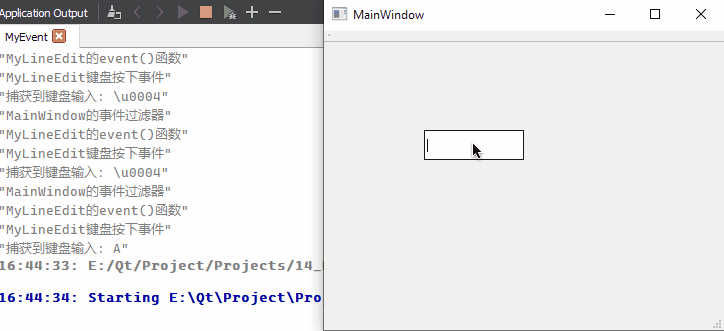 Application Output
MainWindow
MyEvent
"MyLineEdit的event()函数"
"MyLineEdit键盘按下事件"
"捕获到键盘输入: \u0004"
"MainWindow的事件过滤器"
"MyLineEdit的event()函数"
"MyLineEdit键盘按下事件"
"捕获到键盘输入: \u0004"
"MainWindow的事件过滤器"
"MyLineEdit的event()函数"
"MyLineEdit键盘按下事件"
"捕获到键盘输入: A"
16:44:33: E:/Qt/Project/Projects/14_
16:44:34: Starting E:\Qt\Project\Pro